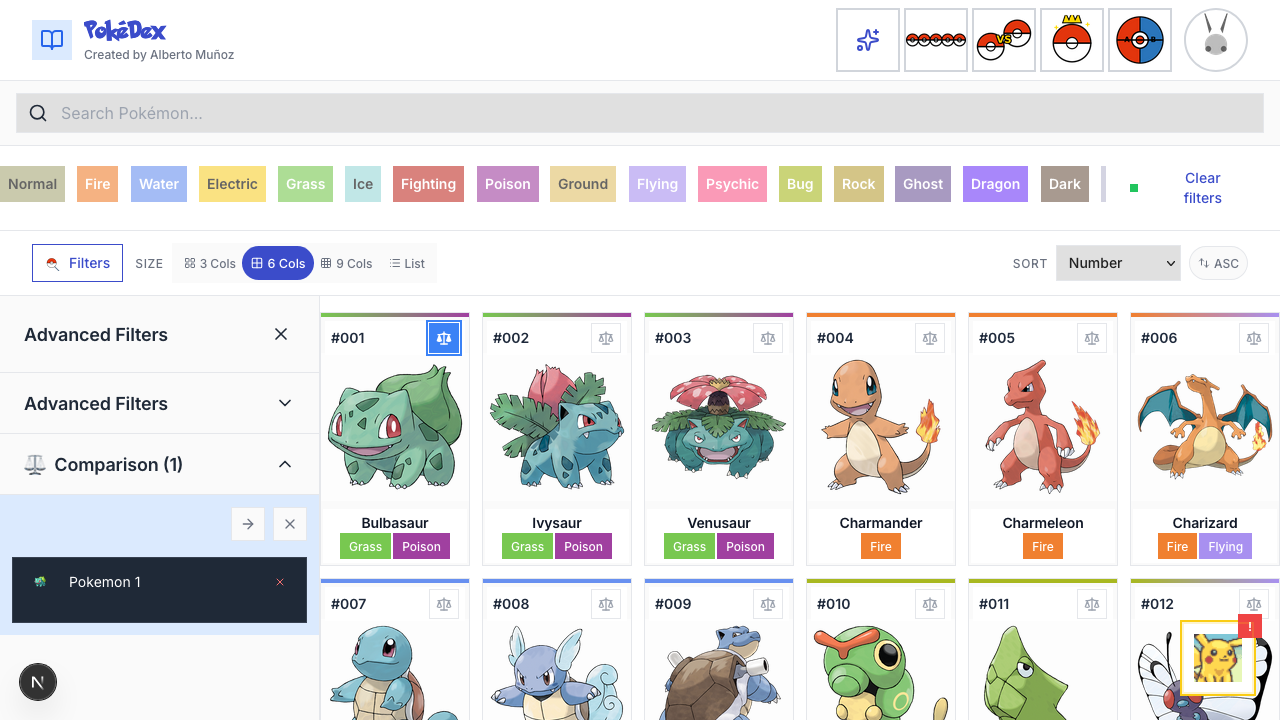 PokéDex
Created by Alberto Muñoz
VS
A B
Search Pokémon...
Normal Fire Water Electric Grass Ice Fighting Poison Ground Flying Psychic Bug Rock Ghost Dragon Dark
Clear
filters
Filters SIZE 3 Cols 6 Cols 9 Cols List SORT Number ASC
Advanced Filters
Advanced Filters
Comparison (1)
Pokemon 1
N
#001 #002 #003 #004 #005 #006
Bulbasaur Ivysaur Venusaur Charmander Charmeleon Charizard
Grass Poison Grass Poison Grass Poison Fire Fire Fire Flying
#007 #008 #009 #010 #011 #012
!